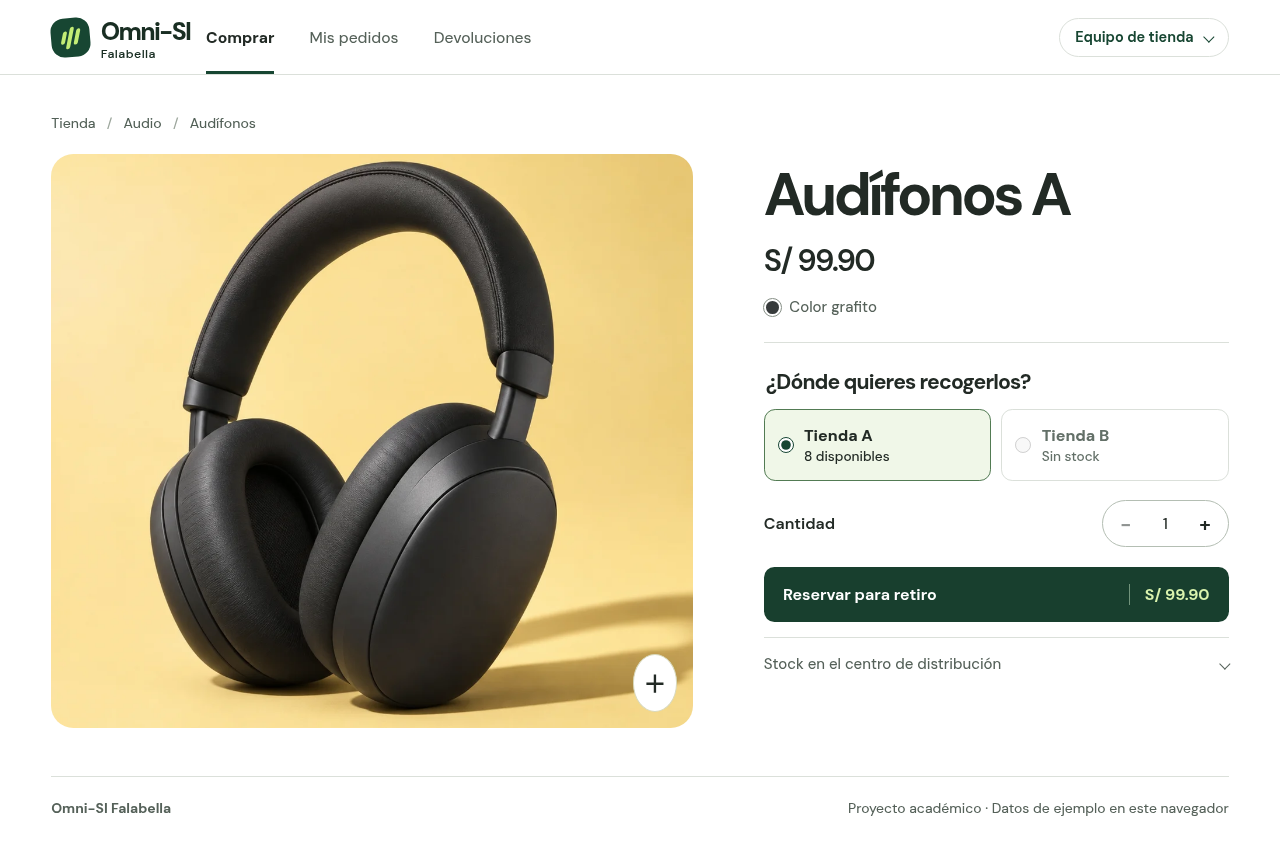 Omni-SI
Falabella
Comprar
Mis pedidos
Devoluciones
Equipo de tienda
Tienda / Audio / Audífonos
Audífonos A
S/ 99.90
Color grafito
¿Dónde quieres recogerlos?
Tienda A
8 disponibles
Tienda B
Sin stock
Cantidad
− 1 +
Reservar para retiro
S/ 99.90
Stock en el centro de distribución
Omni-SI Falabella
Proyecto académico · Datos de ejemplo en este navegador